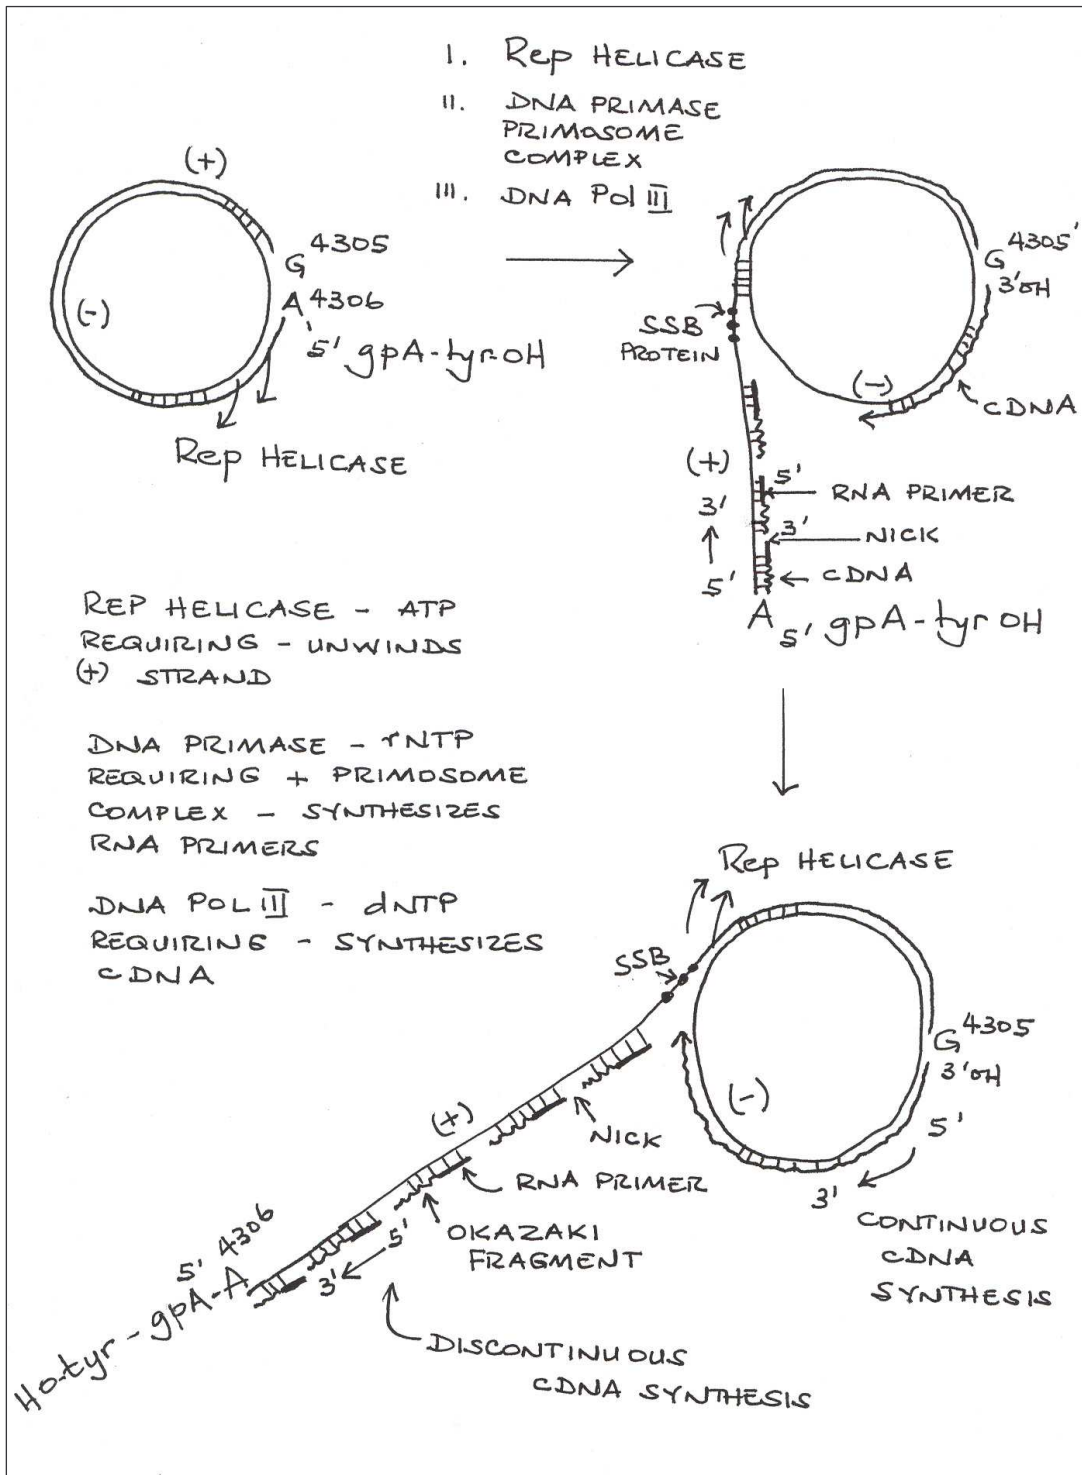 I. Rep HELICASE
II. DNA PRIMASE
PRIMOSOME
COMPLEX
III. DNA Pol III
(+)
G 4305
A 4306
5' gpA-tyr-OH
(-)
Rep HELICASE
G 4305'
3'OH
SSB
PROTEIN
(-)
cDNA
(+)
5'
RNA PRIMER
3'
3'
NICK
5'
cDNA
A 5' gpA-tyr OH
REP HELICASE - ATP
REQUIRING - UNWINDS
(+) STRAND
DNA PRIMASE - rNTP
REQUIRING + PRIMOSOME
COMPLEX - SYNTHESIZES
RNA PRIMERS
DNA POL III - dNTP
REQUIRING - SYNTHESIZES
cDNA
Rep HELICASE
SSB
G 4305
3'OH
(-)
5'
3'
CONTINUOUS
cDNA
SYNTHESIS
(+)
NICK
RNA PRIMER
OKAZAKI
FRAGMENT
5'
3'
5' 4306
HO-tyr-gpA-A
DISCONTINUOUS
cDNA SYNTHESIS